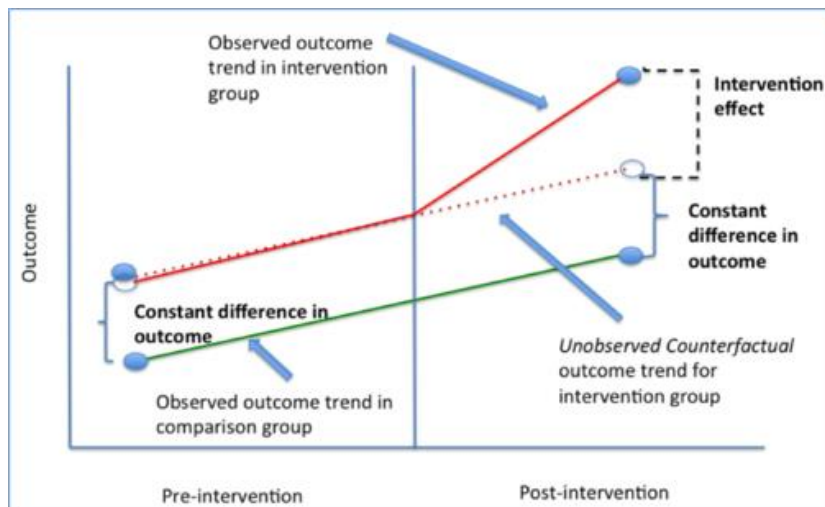 Observed outcome
trend in intervention
group
Intervention
effect
Outcome
Constant difference in
outcome
Constant
difference in
outcome
Observed outcome trend in
comparison group
Unobserved Counterfactual
outcome trend for
intervention group
Pre-intervention
Post-intervention